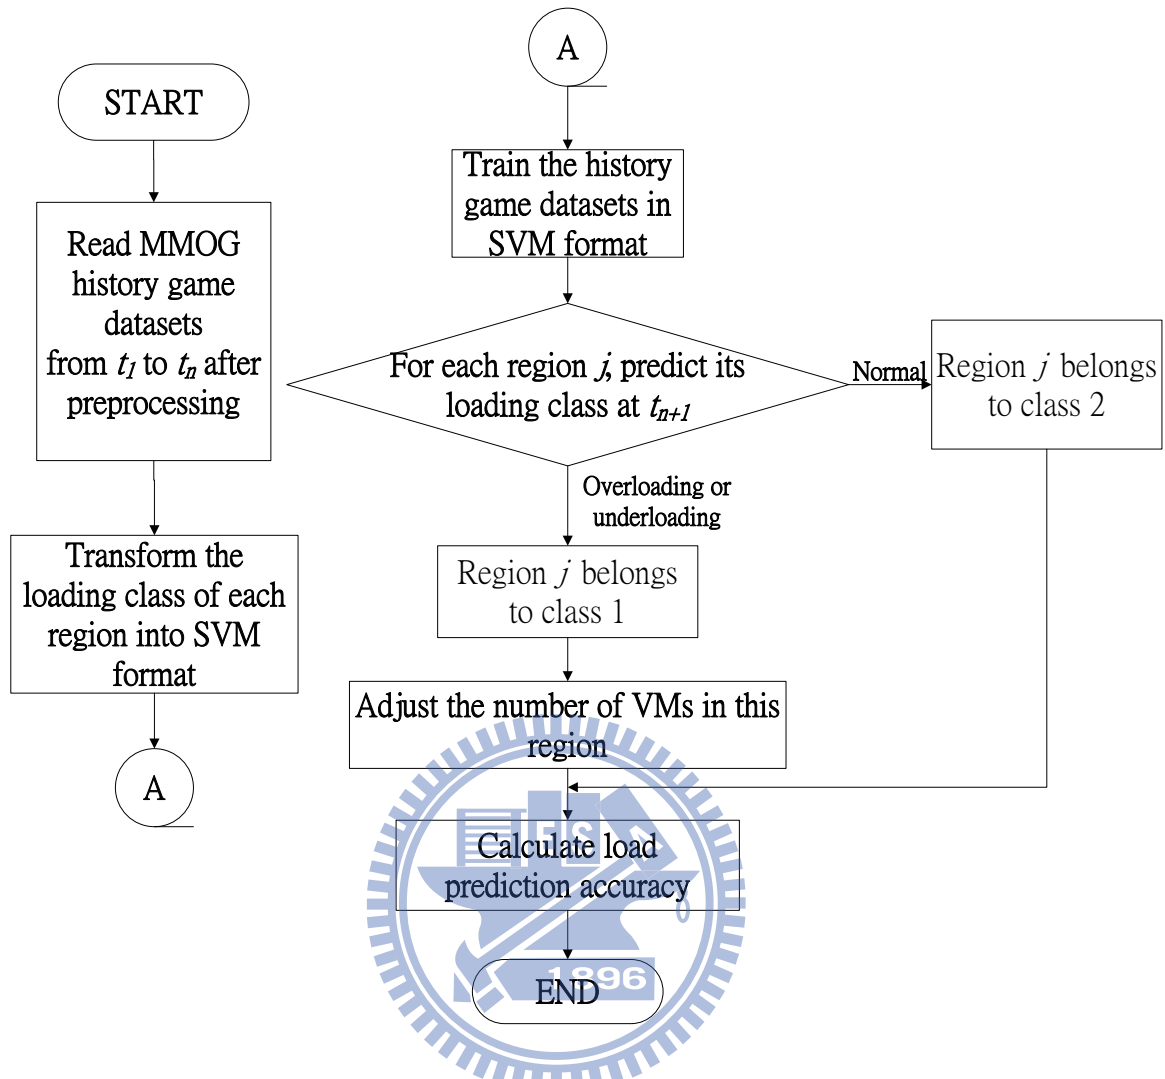 START
Read MMOG
history game
datasets
from t1 to tn after
preprocessing
Transform the
loading class of each
region into SVM
format
A
A
Train the history
game datasets in
SVM format
For each region j, predict its
loading class at tn+1
Normal
Region j belongs
to class 2
Overloading or
underloading
Region j belongs
to class 1
Adjust the number of VMs in this
region
Calculate load
prediction accuracy
END
ES
1896